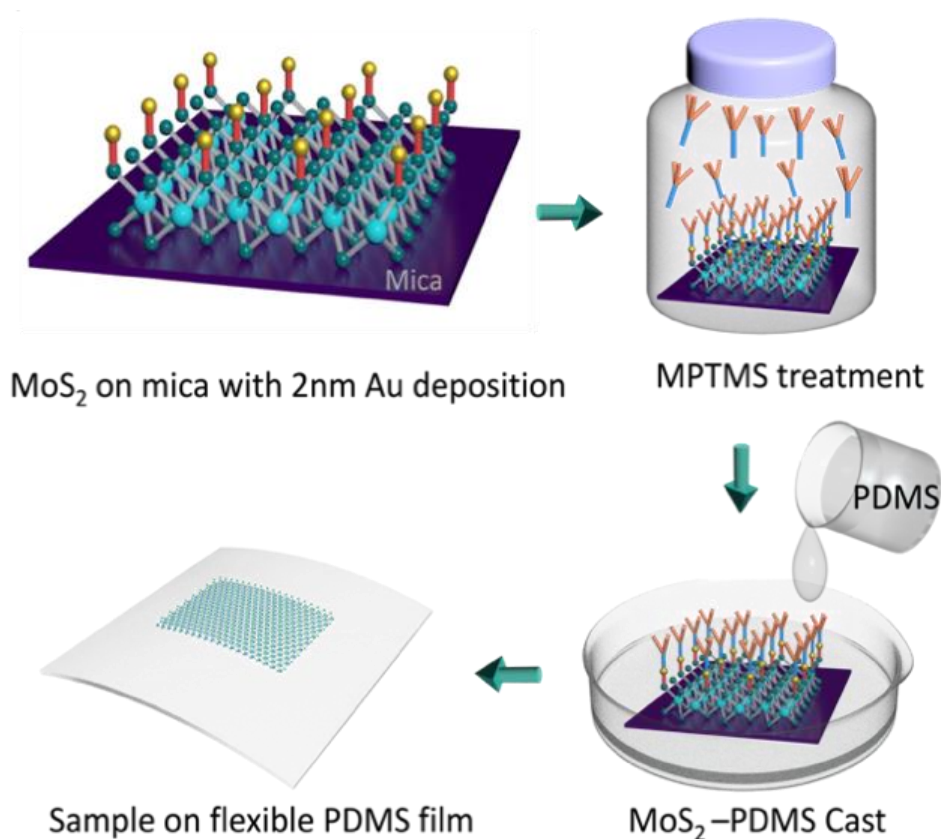 Mica
MoS₂ on mica with 2nm Au deposition
MPTMS treatment
PDMS
Sample on flexible PDMS film
MoS₂ –PDMS Cast